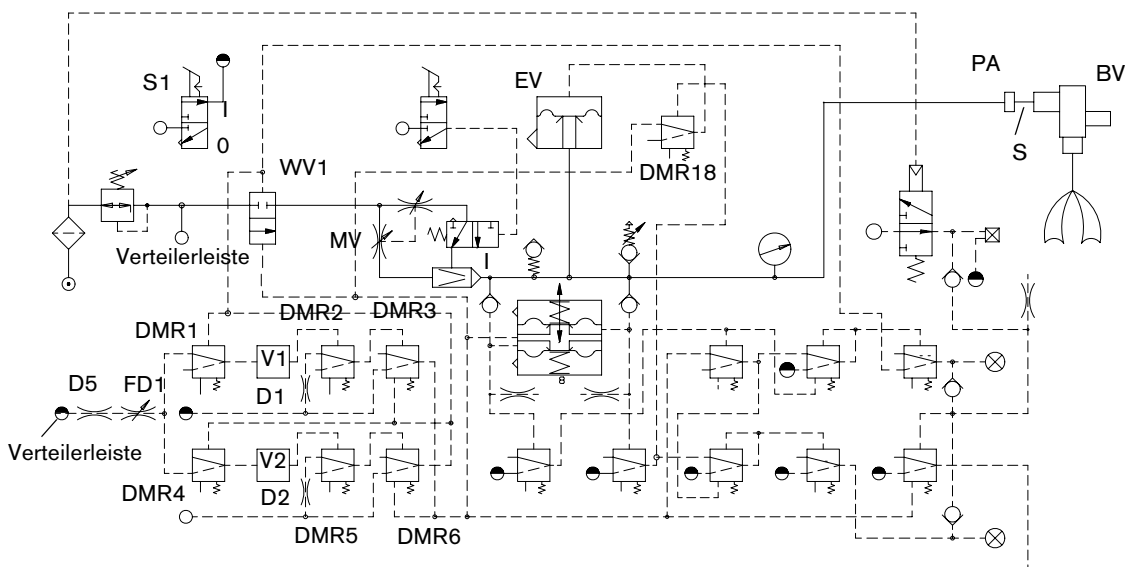 S1
I
0
EV
PA
BV
S
DMR18
WV1
MV
Verteilerleiste
I
DMR1
DMR2
DMR3
V1
D1
D5
FD1
Verteilerleiste
V2
D2
DMR4
DMR5
DMR6
8